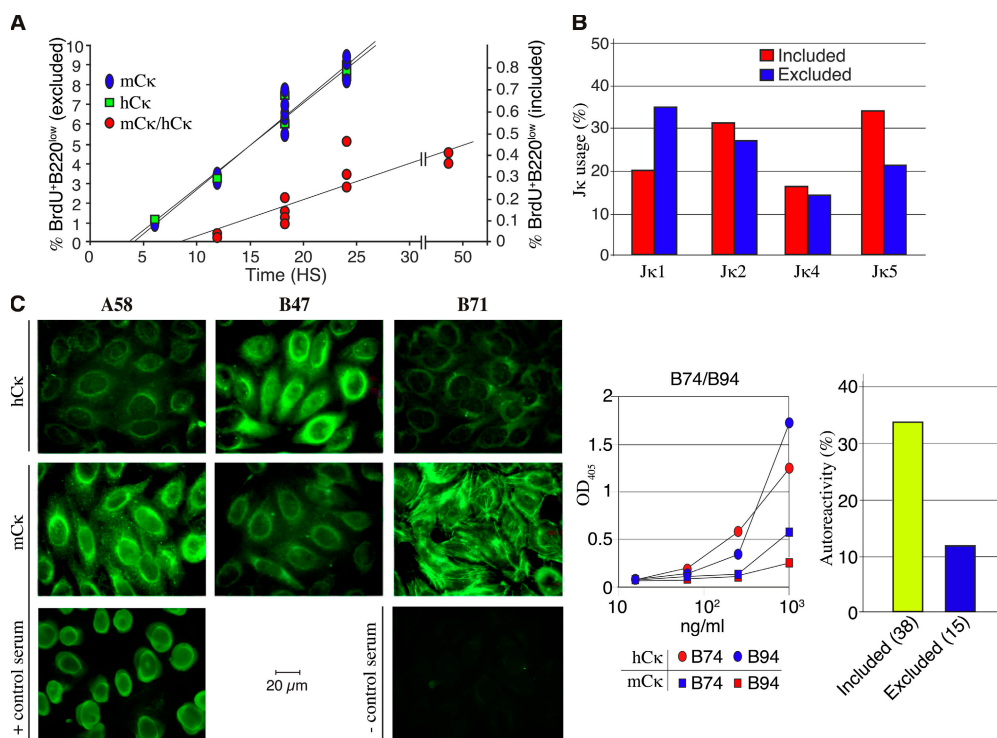 A
% BrdU⁺B220ˡᵒʷ (excluded)
10
9
8
7
6
5
4
3
2
1
0
mCκ
hCκ
mCκ/hCκ
0.8
0.7
0.6
0.5
0.4
0.3
0.2
0.1
0
% BrdU⁺B220ˡᵒʷ (included)
0 5 10 15 20 25 30 50
Time (HS)
B
Jκ usage (%)
50
40
30
20
10
0
Included
Excluded
Jκ1 Jκ2 Jκ4 Jκ5
C
A58 B47 B71
hCκ
mCκ
+ control serum
20 µm
- control serum
B74/B94
OD₄₀₅
2
1.5
1
0.5
0
10 10² 10³
ng/ml
hCκ B74 B94
mCκ B74 B94
Autoreactivity (%)
40
30
20
10
0
Included (38)
Excluded (15)